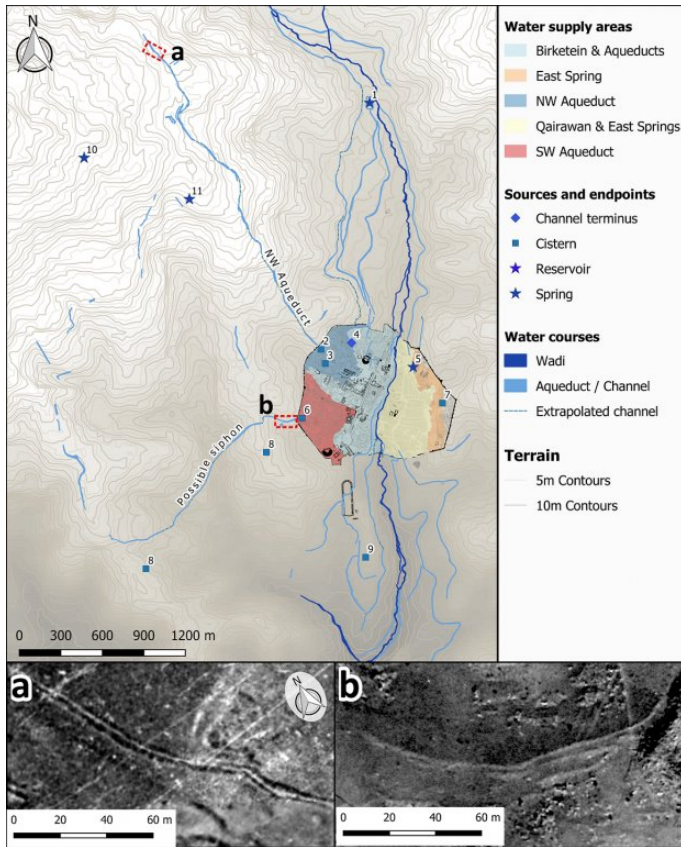 N
a
1
10
11
NW Aqueduct
2
3
4
5
6
7
b
8
Possible siphon
8
9
0 300 600 900 1200 m
Water supply areas
Birketein & Aqueducts
East Spring
NW Aqueduct
Qairawan & East Springs
SW Aqueduct
Sources and endpoints
Channel terminus
Cistern
Reservoir
Spring
Water courses
Wadi
Aqueduct / Channel
Extrapolated channel
Terrain
5m Contours
10m Contours
a
N
0 20 40 60 m
b
0 20 40 60 m